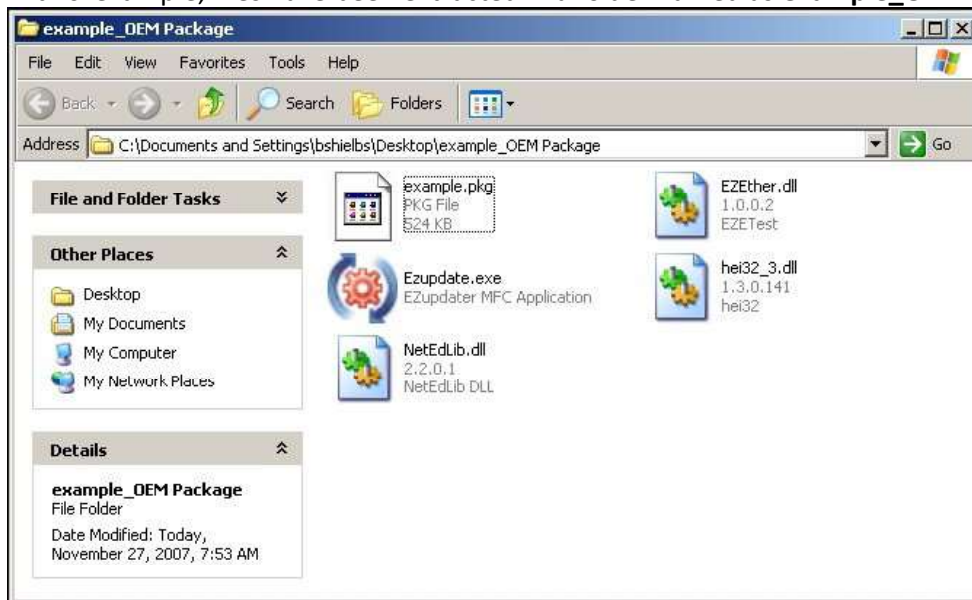 example_OEM Package
File Edit View Favorites Tools Help
Back Search Folders
Address C:\Documents and Settings\bshielbs\Desktop\example_OEM Package Go
File and Folder Tasks
Other Places
Desktop
My Documents
My Computer
My Network Places
Details
example_OEM Package
File Folder
Date Modified: Today,
November 27, 2007, 7:53 AM
example.pkg
PKG File
524 KB
EZEther.dll
1.0.0.2
EZETest
Ezupdate.exe
EZupdater MFC Application
hei32_3.dll
1.3.0.141
hei32
NetEdLib.dll
2.2.0.1
NetEdLib DLL